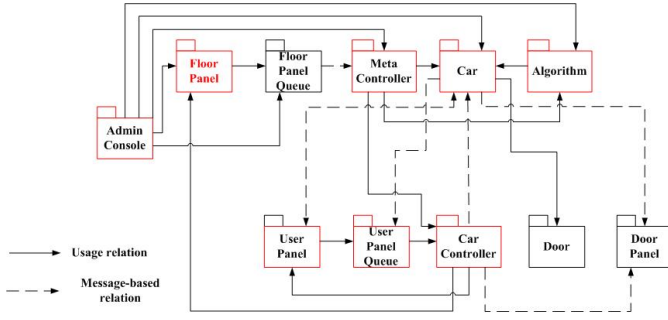 Floor
Panel
Floor
Panel
Queue
Meta
Controller
Car
Algorithm
Admin
Console
User
Panel
User
Panel
Queue
Car
Controller
Door
Door
Panel
Usage relation
Message-based
relation